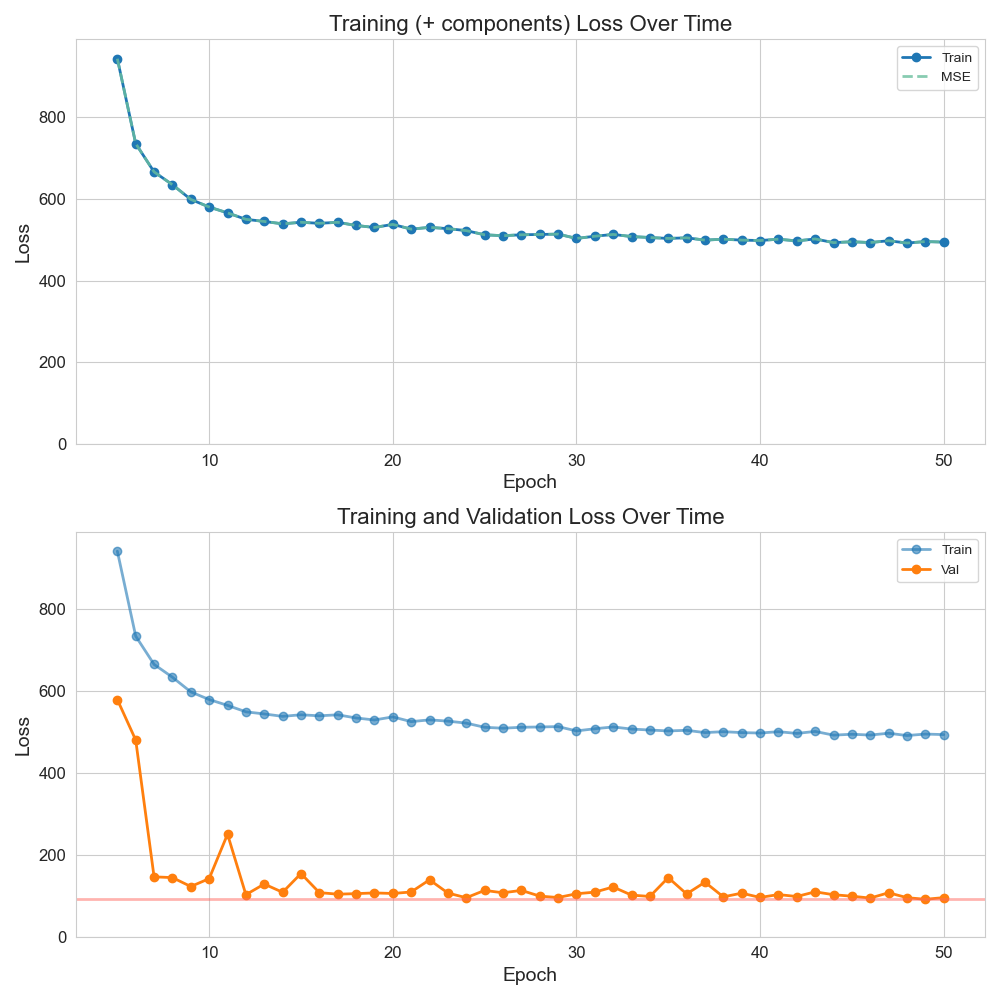 Training (+ components) Loss Over Time
Train
MSE
Loss
800
600
400
200
0
10 20 30 40 50
Epoch
Training and Validation Loss Over Time
Train
Val
Loss
800
600
400
200
0
10 20 30 40 50
Epoch